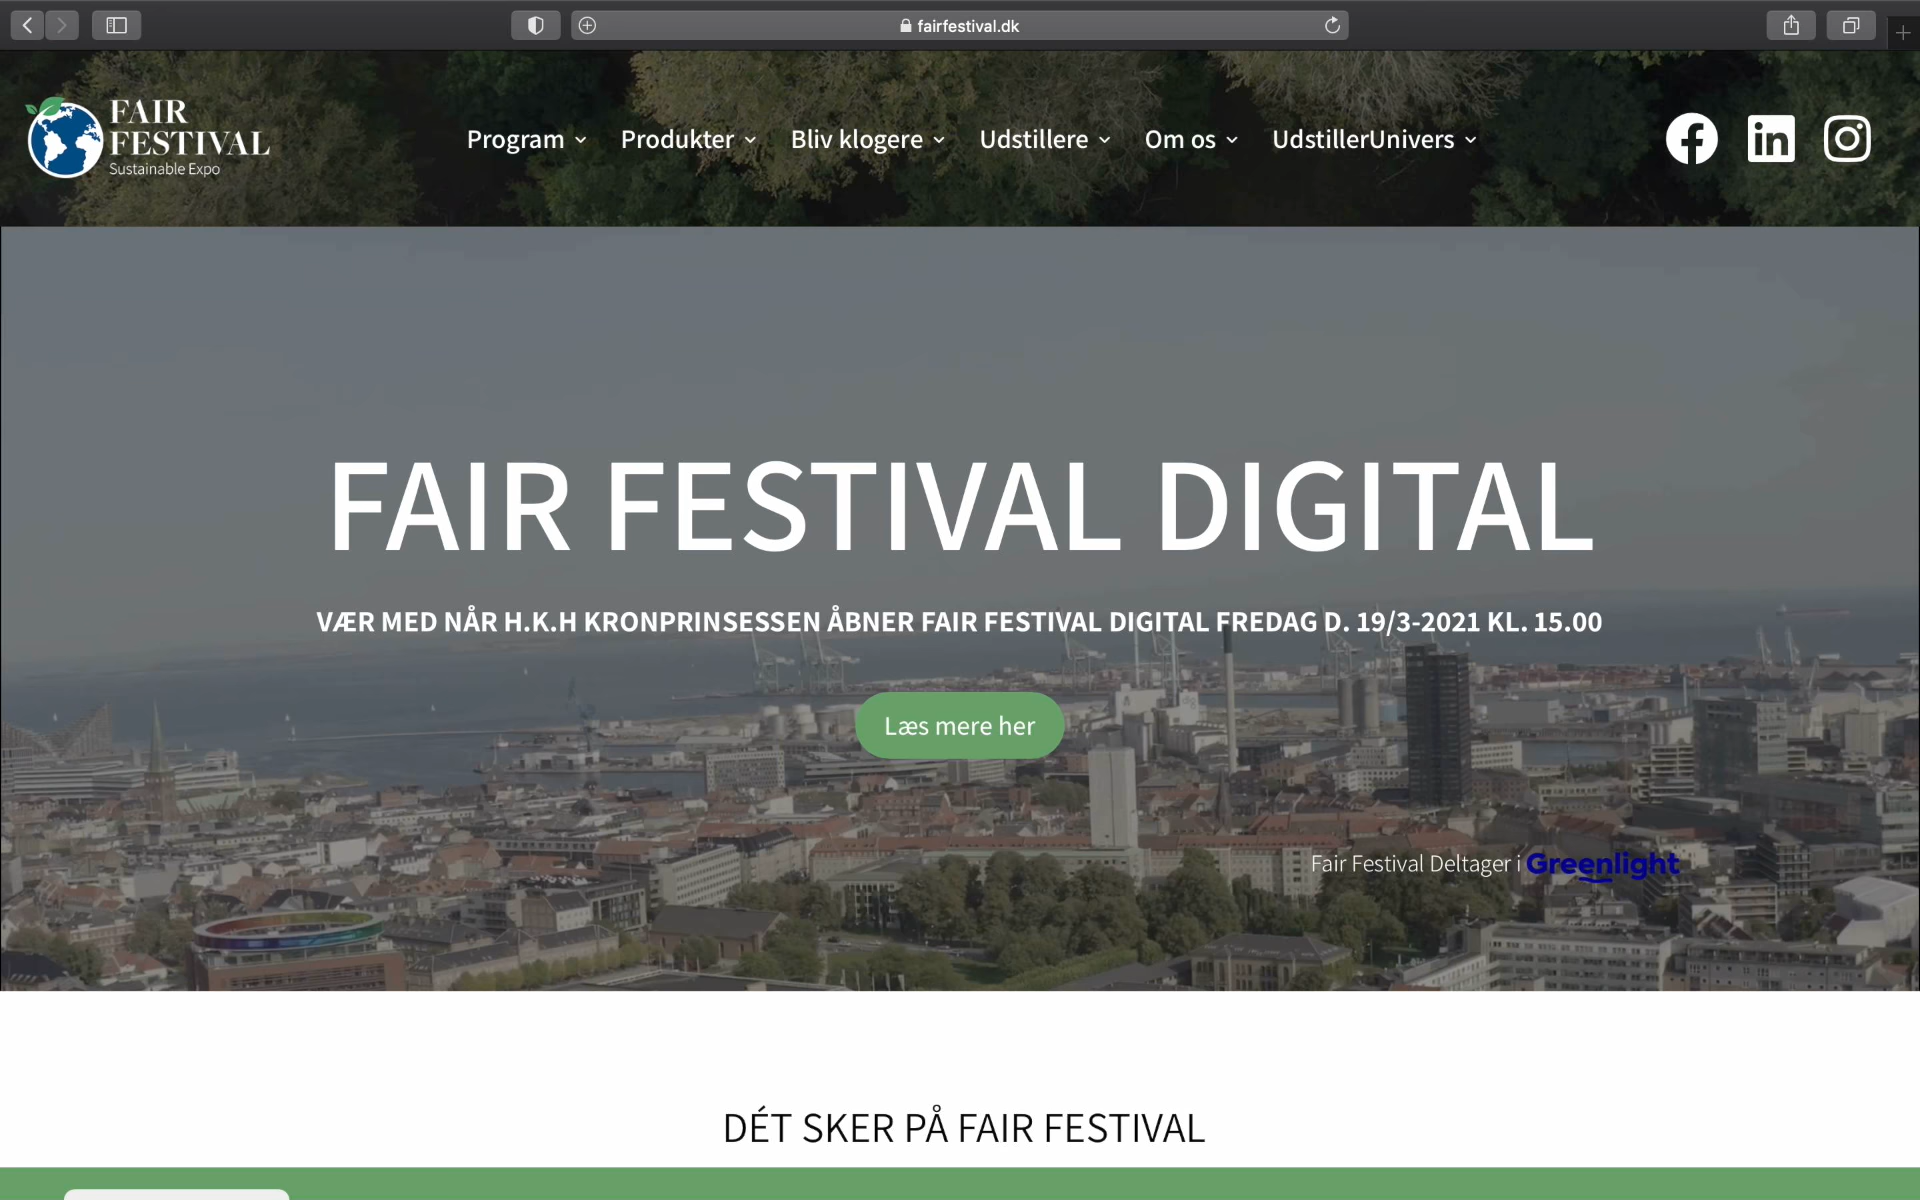 fairfestival.dk
FAIR
FESTIVAL
Sustainable Expo
Program
Produkter
Bliv klogere
Udstillere
Om os
UdstillerUnivers
FAIR FESTIVAL DIGITAL
VÆR MED NÅR H.K.H KRONPRINSESSEN ÅBNER FAIR FESTIVAL DIGITAL FREDAG D. 19/3-2021 KL. 15.00
Læs mere her
Fair Festival Deltager i Greenlight
DÉT SKER PÅ FAIR FESTIVAL